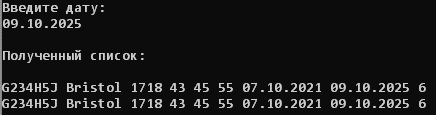 Введите дату:
09.10.2025
Полученный список:
G234H5J Bristol 1718 43 45 55 07.10.2021 09.10.2025 6
G234H5J Bristol 1718 43 45 55 07.10.2021 09.10.2025 6